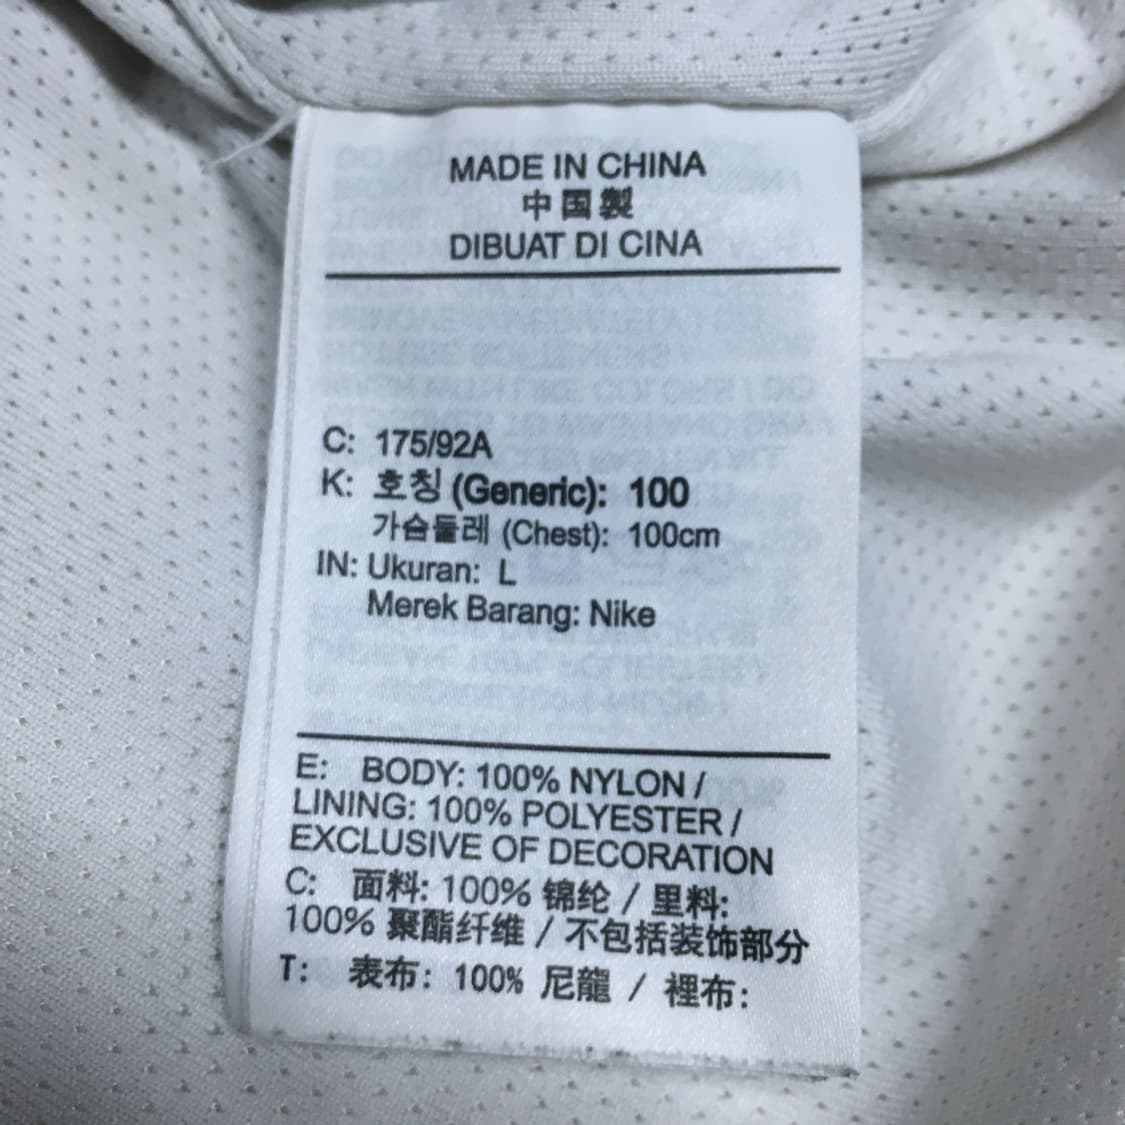 MADE IN CHINA
中国製
DIBUAT DI CINA
C: 175/92A
K: 호칭 (Generic): 100
가슴둘레 (Chest): 100cm
IN: Ukuran: L
Merek Barang: Nike
E: BODY: 100% NYLON /
LINING: 100% POLYESTER /
EXCLUSIVE OF DECORATION
C: 面料: 100% 锦纶 / 里料:
100% 聚酯纤维 / 不包括装饰部分
T: 表布: 100% 尼龍 / 裡布: